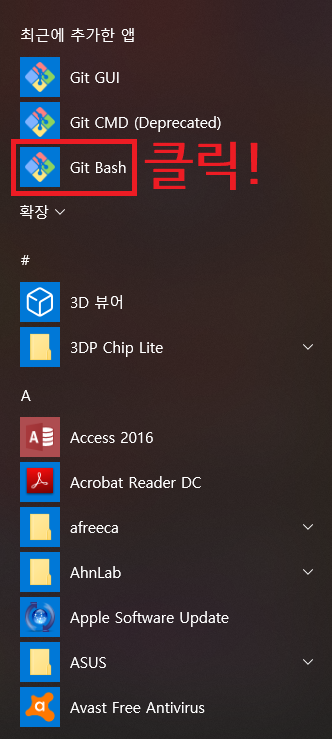 최근에 추가한 앱
Git GUI
Git CMD (Deprecated)
Git Bash 클릭!
확장
#
3D 뷰어
3DP Chip Lite
A
Access 2016
Acrobat Reader DC
afreeca
AhnLab
Apple Software Update
ASUS
Avast Free Antivirus